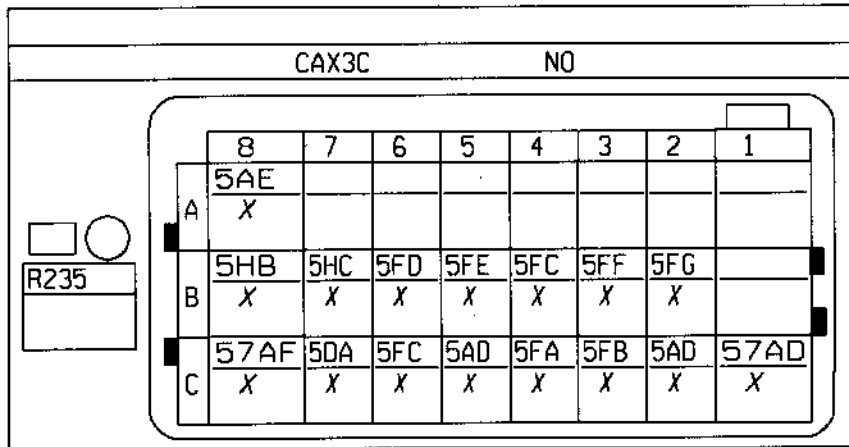 CAX3C NO
8 7 6 5 4 3 2 1
5AE
A X
5HB 5HC 5FD 5FE 5FC 5FF 5FG
R235
B X X X X X X X
57AF 5DA 5FC 5AD 5FA 5FB 5AD 57AD
C X X X X X X X X